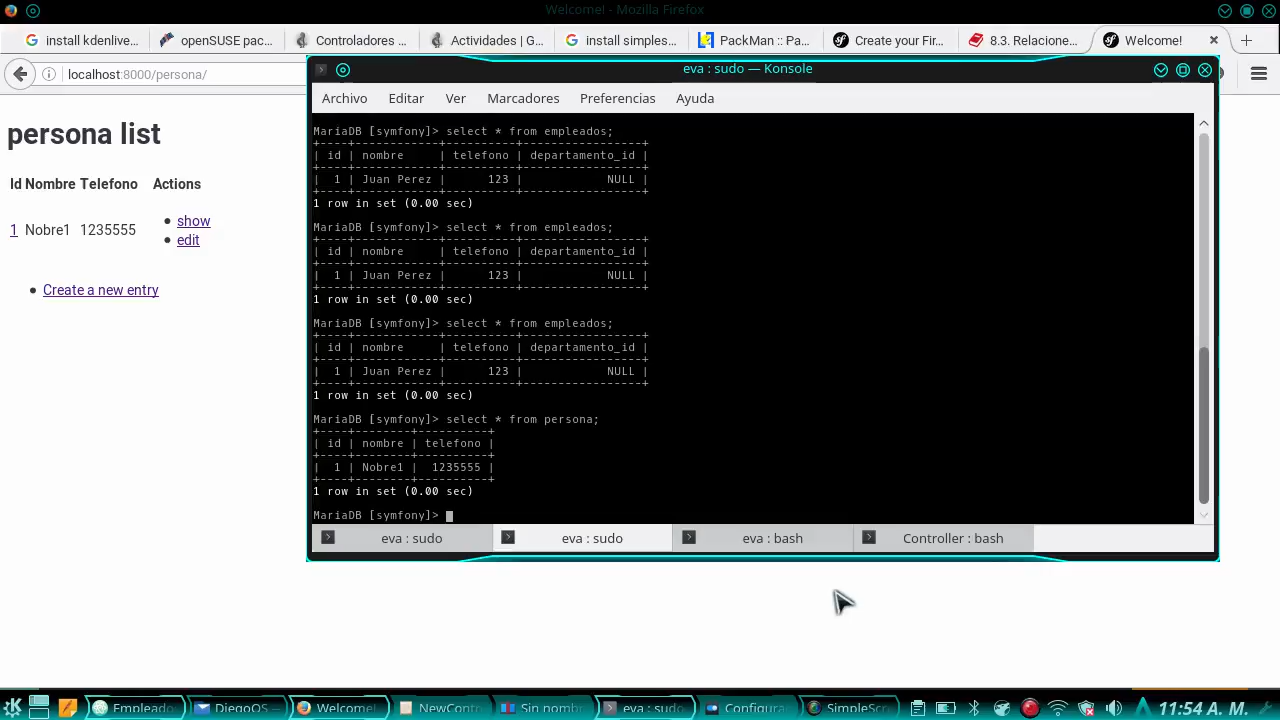 Welcome! - Mozilla Firefox
install kdenlive...
openSUSE pac...
Controladores ...
Actividades | G...
install simples...
PackMan :: Pa...
Create your Fir...
8.3. Relacione...
Welcome!
localhost:8000/persona/
persona list
Id Nombre Telefono Actions
1 Nobre1 1235555
show
edit
Create a new entry
eva : sudo — Konsole
Archivo Editar Ver Marcadores Preferencias Ayuda
MariaDB [symfony]> select * from empleados;
+----+------------+----------+-----------------+
| id | nombre     | telefono | departamento_id |
+----+------------+----------+-----------------+
|  1 | Juan Perez |      123 |            NULL |
+----+------------+----------+-----------------+
1 row in set (0.00 sec)
MariaDB [symfony]> select * from empleados;
+----+------------+----------+-----------------+
| id | nombre     | telefono | departamento_id |
+----+------------+----------+-----------------+
|  1 | Juan Perez |      123 |            NULL |
+----+------------+----------+-----------------+
1 row in set (0.00 sec)
MariaDB [symfony]> select * from empleados;
+----+------------+----------+-----------------+
| id | nombre     | telefono | departamento_id |
+----+------------+----------+-----------------+
|  1 | Juan Perez |      123 |            NULL |
+----+------------+----------+-----------------+
1 row in set (0.00 sec)
MariaDB [symfony]> select * from persona;
+----+--------+----------+
| id | nombre | telefono |
+----+--------+----------+
|  1 | Nobre1 |  1235555 |
+----+--------+----------+
1 row in set (0.00 sec)
MariaDB [symfony]>
eva : sudo
eva : sudo
eva : bash
Controller : bash
Empleado
DiegoOS —
Welcome!
NewContr
Sin nombr
eva : sudo
Configura
SimpleScr
11:54 A. M.